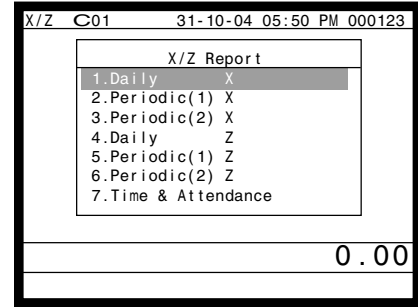 X/Z C01 31-10-04 05:50 PM 000123
X/Z Report
1.Daily X
2.Periodic(1) X
3.Periodic(2) X
4.Daily Z
5.Periodic(1) Z
6.Periodic(2) Z
7.Time & Attendance
0.00